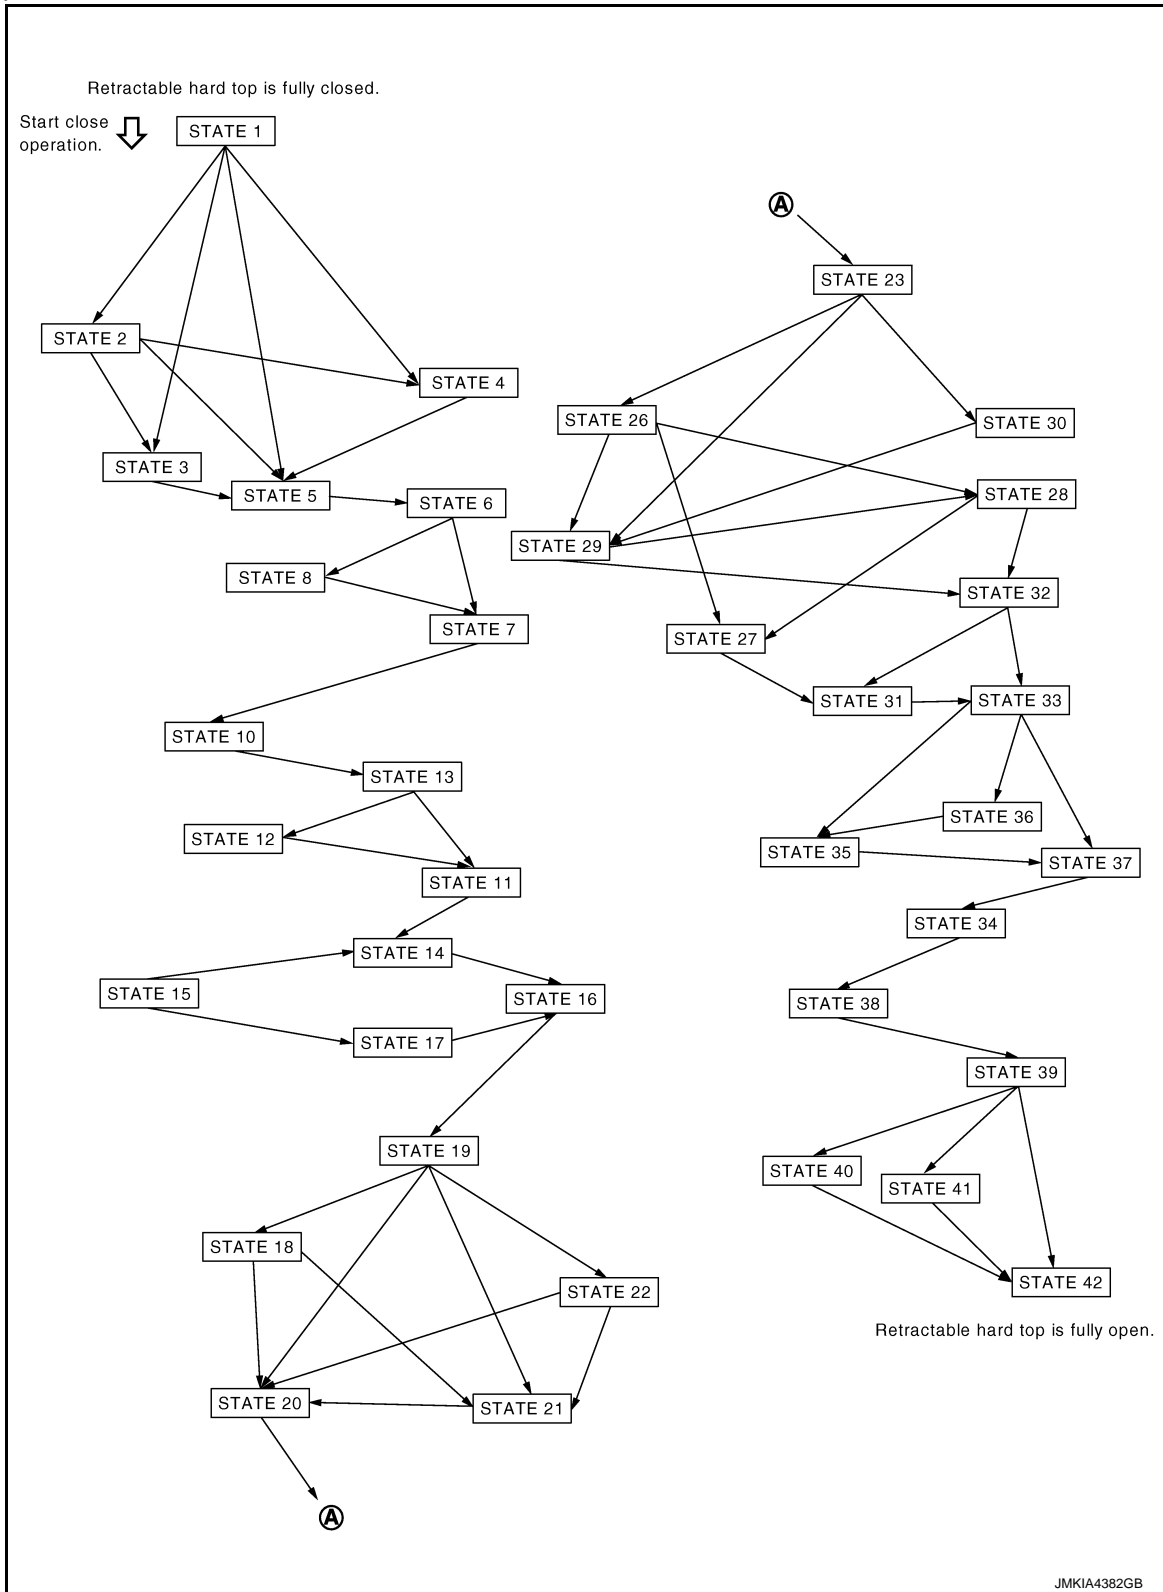 Retractable hard top is fully closed.
Start close
operation.
STATE 1
STATE 2
STATE 4
STATE 3
STATE 5
STATE 6
STATE 8
STATE 7
STATE 10
STATE 13
STATE 12
STATE 11
STATE 14
STATE 15
STATE 16
STATE 17
STATE 19
STATE 18
STATE 22
STATE 20
STATE 21
A
A
STATE 23
STATE 26
STATE 30
STATE 28
STATE 29
STATE 32
STATE 27
STATE 31
STATE 33
STATE 36
STATE 35
STATE 37
STATE 34
STATE 38
STATE 39
STATE 40
STATE 41
STATE 42
Retractable hard top is fully open.
JMKIA4382GB